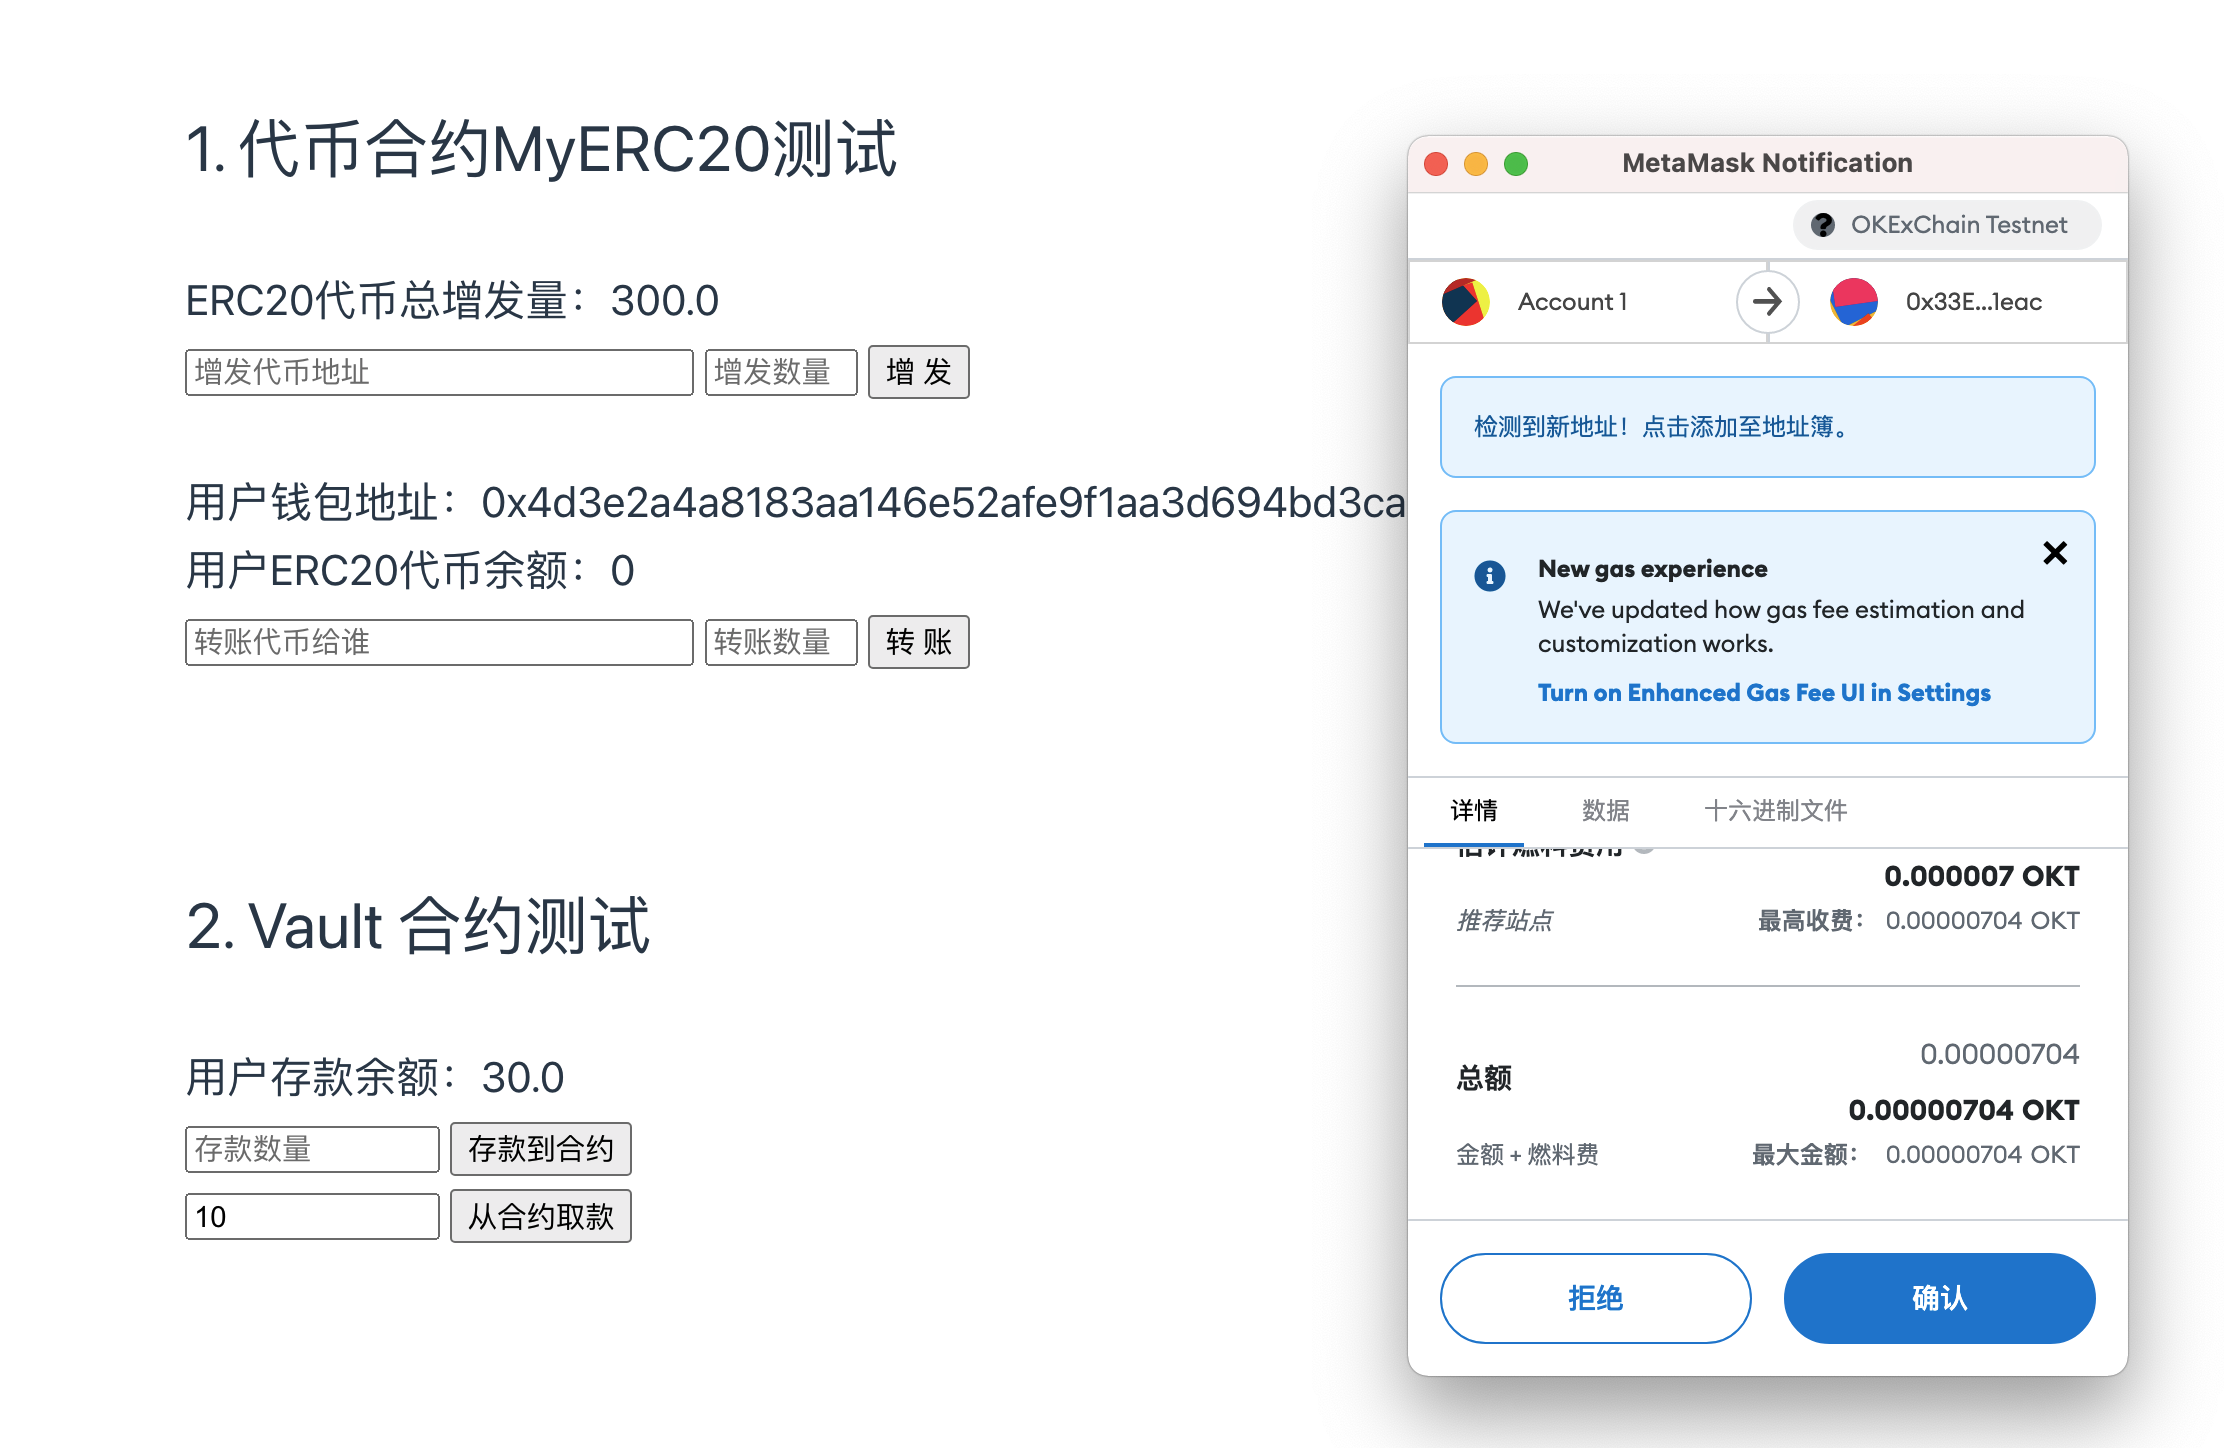 1. 代币合约MyERC20测试
ERC20代币总增发量：300.0
增发代币地址 增发数量 增 发
用户钱包地址：0x4d3e2a4a8183aa146e52afe9f1aa3d694bd3ca
用户ERC20代币余额：0
转账代币给谁 转账数量 转 账
2. Vault 合约测试
用户存款余额：30.0
存款数量 存款到合约
10 从合约取款
MetaMask Notification
? OKExChain Testnet
Account 1 0x33E...1eac
检测到新地址！点击添加至地址簿。
New gas experience
We've updated how gas fee estimation and
customization works.
Turn on Enhanced Gas Fee UI in Settings
详情 数据 十六进制文件
估计燃料费用
0.000007 OKT
推荐站点 最高收费： 0.00000704 OKT
0.00000704
总额
0.00000704 OKT
金额 + 燃料费 最大金额： 0.00000704 OKT
拒绝 确认